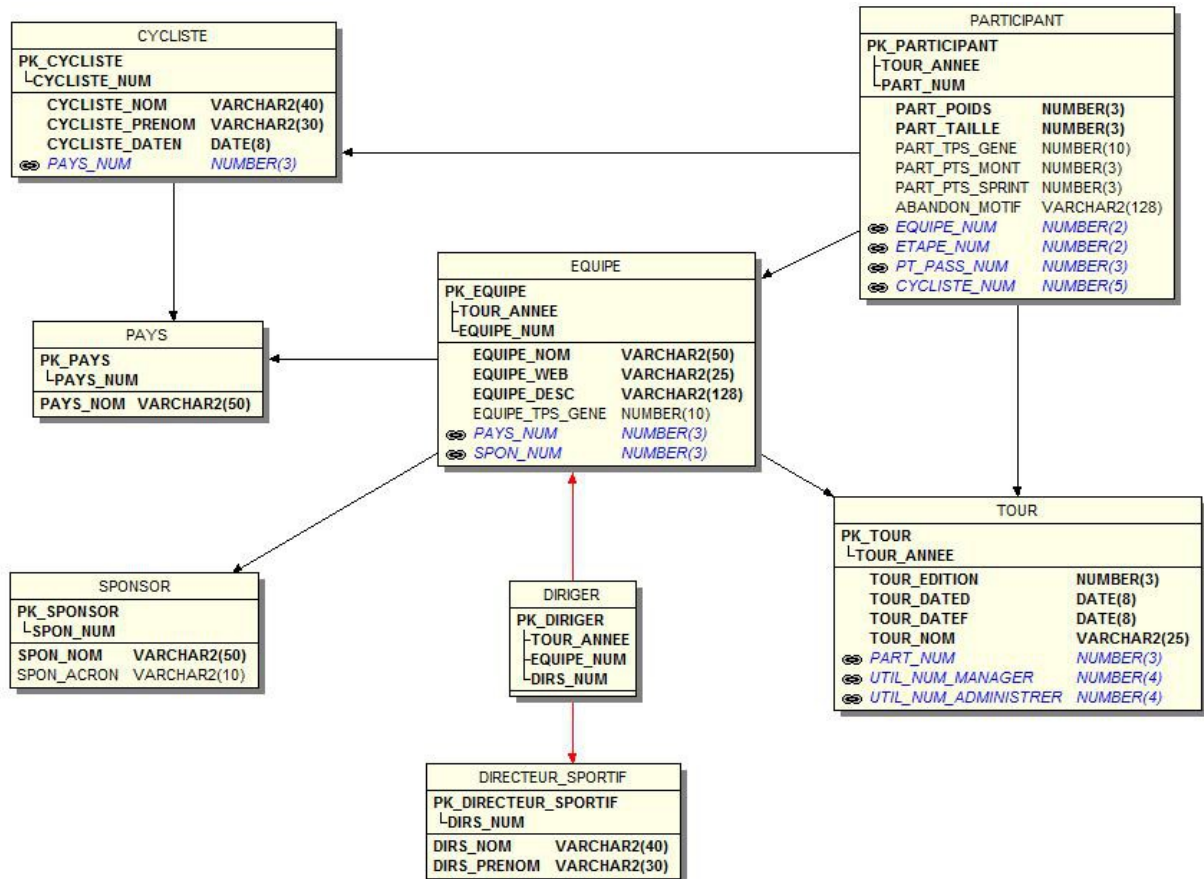 CYCLISTE
PK_CYCLISTE
CYCLISTE_NUM
CYCLISTE_NOM VARCHAR2(40)
CYCLISTE_PRENOM VARCHAR2(30)
CYCLISTE_DATEN DATE(8)
PAYS_NUM NUMBER(3)
PARTICIPANT
PK_PARTICIPANT
TOUR_ANNEE
PART_NUM
PART_POIDS NUMBER(3)
PART_TAILLE NUMBER(3)
PART_TPS_GENE NUMBER(10)
PART_PTS_MONT NUMBER(3)
PART_PTS_SPRINT NUMBER(3)
ABANDON_MOTIF VARCHAR2(128)
EQUIPE_NUM NUMBER(2)
ETAPE_NUM NUMBER(2)
PT_PASS_NUM NUMBER(3)
CYCLISTE_NUM NUMBER(5)
EQUIPE
PK_EQUIPE
TOUR_ANNEE
EQUIPE_NUM
EQUIPE_NOM VARCHAR2(50)
EQUIPE_WEB VARCHAR2(25)
EQUIPE_DESC VARCHAR2(128)
EQUIPE_TPS_GENE NUMBER(10)
PAYS_NUM NUMBER(3)
SPON_NUM NUMBER(3)
PAYS
PK_PAYS
PAYS_NUM
PAYS_NOM VARCHAR2(50)
SPONSOR
PK_SPONSOR
SPON_NUM
SPON_NOM VARCHAR2(50)
SPON_ACRON VARCHAR2(10)
DIRIGER
PK_DIRIGER
TOUR_ANNEE
EQUIPE_NUM
DIRS_NUM
TOUR
PK_TOUR
TOUR_ANNEE
TOUR_EDITION NUMBER(3)
TOUR_DATED DATE(8)
TOUR_DATEF DATE(8)
TOUR_NOM VARCHAR2(25)
PART_NUM NUMBER(3)
UTIL_NUM_MANAGER NUMBER(4)
UTIL_NUM_ADMINISTRER NUMBER(4)
DIRECTEUR_SPORTIF
PK_DIRECTEUR_SPORTIF
DIRS_NUM
DIRS_NOM VARCHAR2(40)
DIRS_PRENOM VARCHAR2(30)